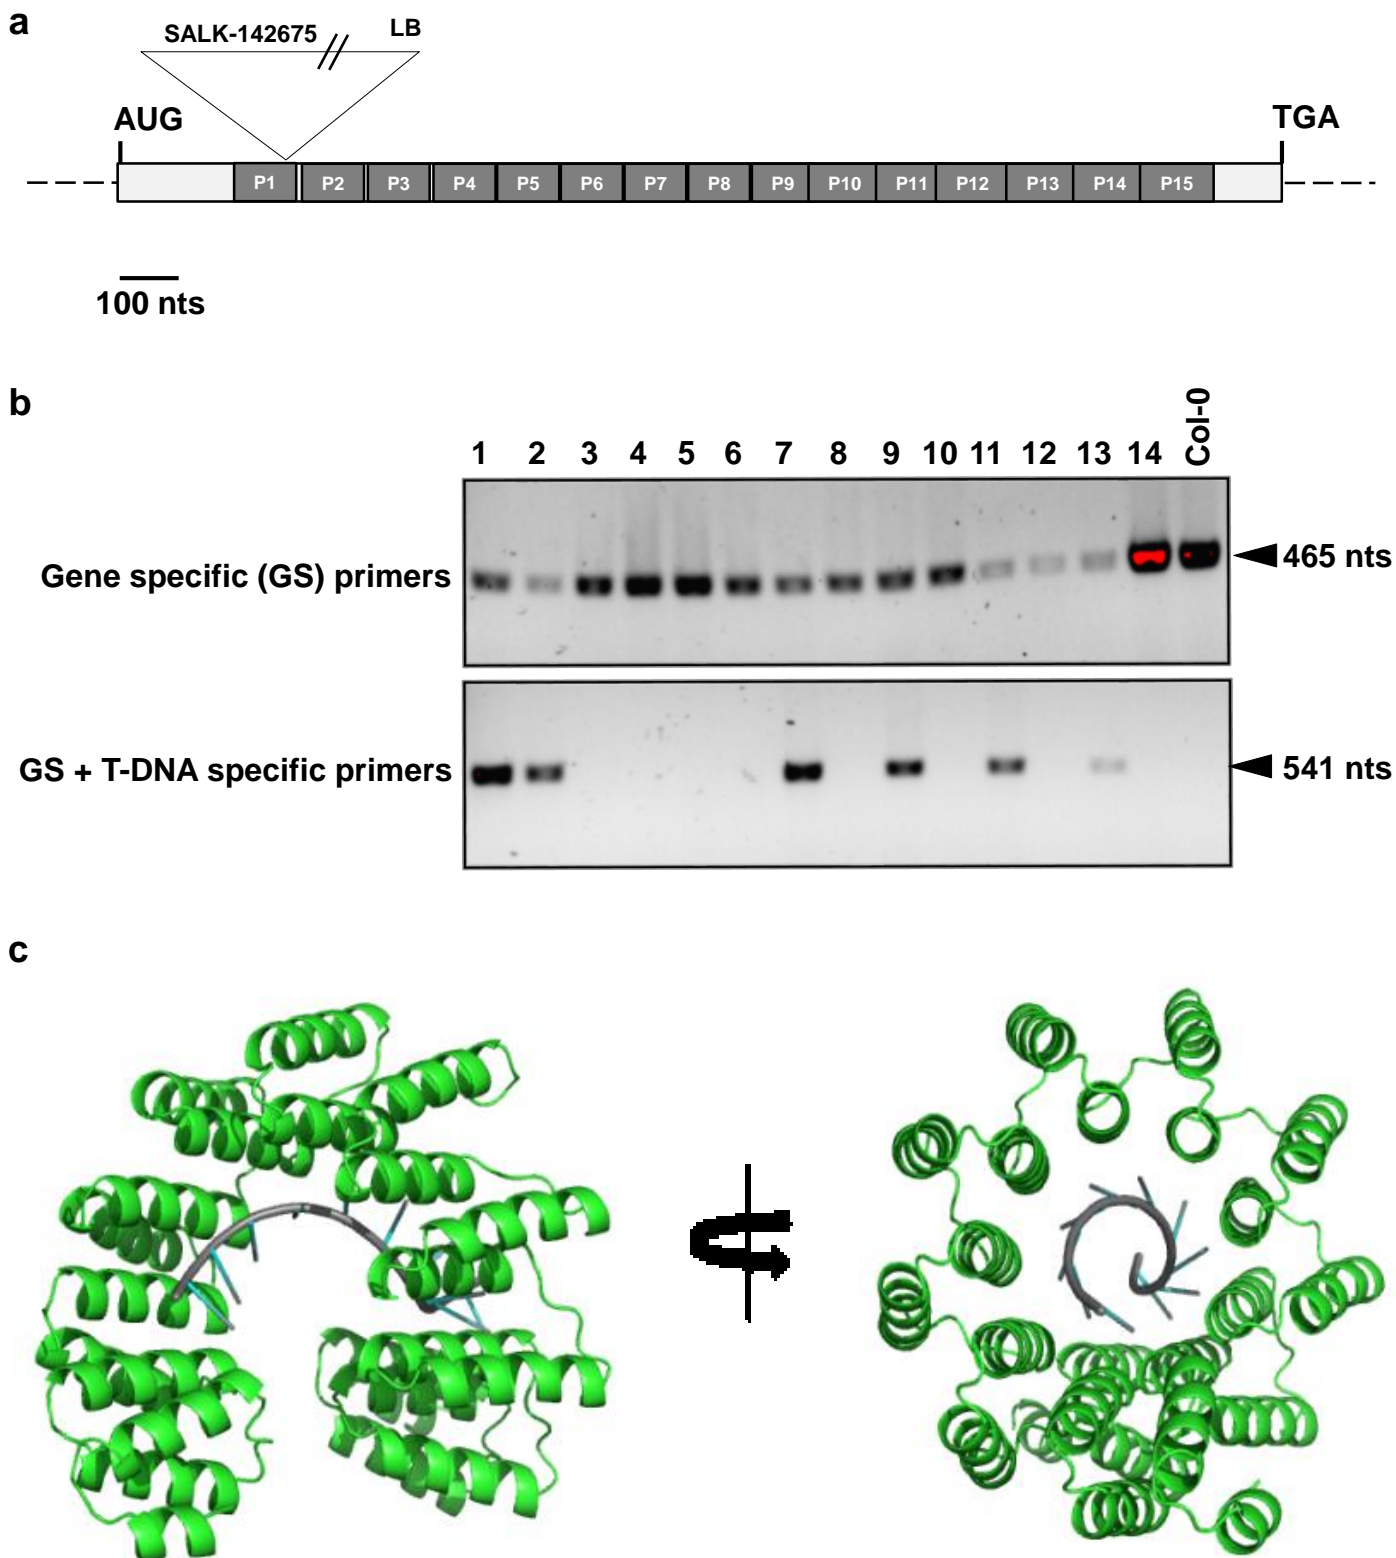 a
SALK-142675 LB
AUG TGA
P1 P2 P3 P4 P5 P6 P7 P8 P9 P10 P11 P12 P13 P14 P15
100 nts
b
1 2 3 4 5 6 7 8 9 10 11 12 13 14 Col-0
Gene specific (GS) primers 465 nts
GS + T-DNA specific primers 541 nts
c